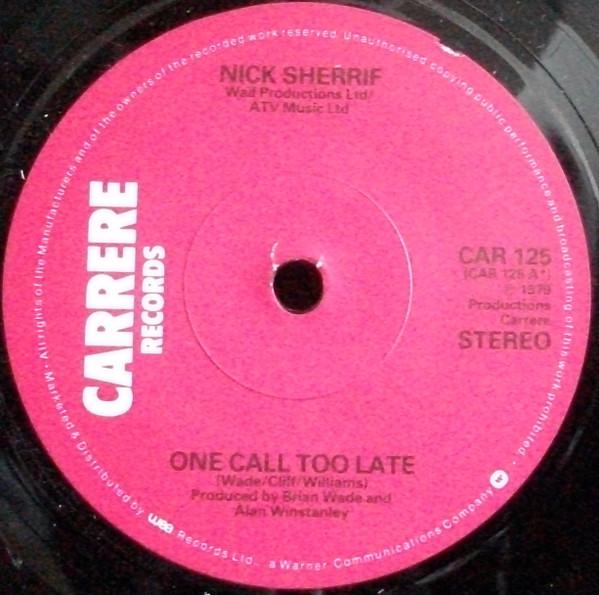 NICK SHERRIF
Wad Productions Ltd/
ATV Music Ltd
CARRERE
RECORDS
CAR 125
(CAR 125 A*)
℗ 1979
Productions
Carrere
STEREO
ONE CALL TOO LATE
(Wade/Cliff/Williams)
Produced by Brian Wade and
Alan Winstanley
All rights of the Manufacturers and of the owners of the recorded work reserved. Unauthorised copying public performance and broadcasting of this work prohibited.
Marketed & Distributed by wea Records Ltd., a Warner Communications Company